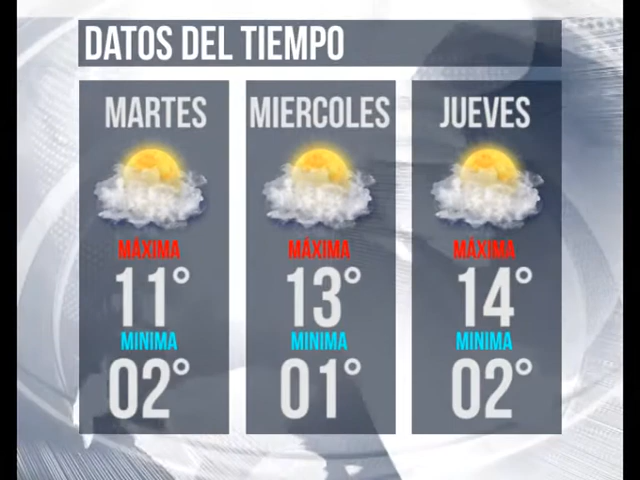 DATOS DEL TIEMPO
MARTES
MÁXIMA
11°
MINIMA
02°
MIERCOLES
MÁXIMA
13°
MINIMA
01°
JUEVES
MÁXIMA
14°
MINIMA
02°